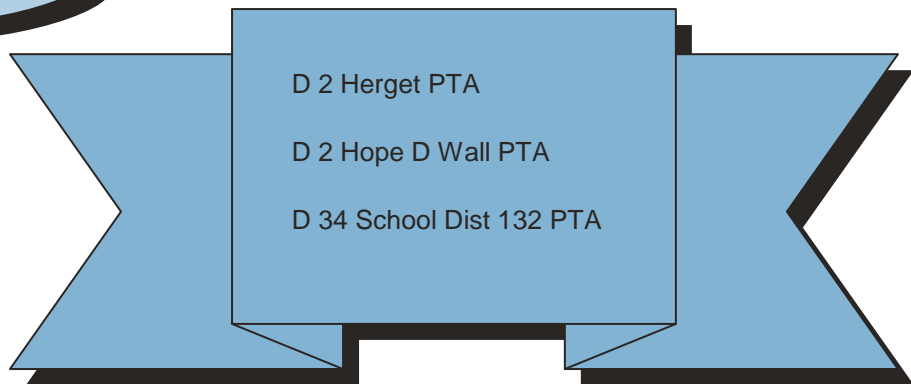 D 2 Herget PTA
D 2 Hope D Wall PTA
D 34 School Dist 132 PTA